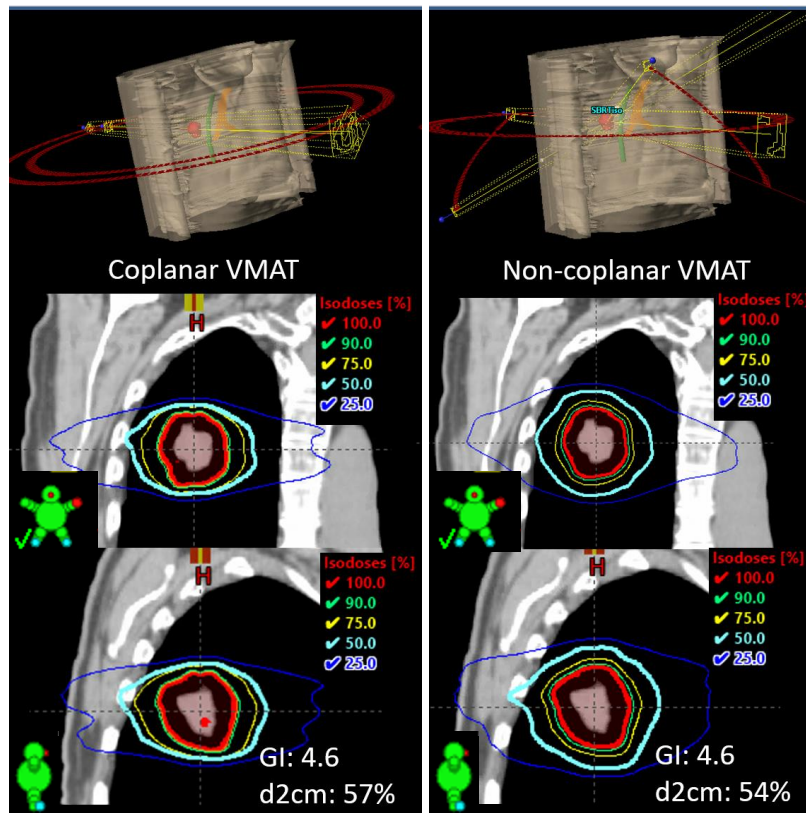 SBRTiso
Coplanar VMAT
Non-coplanar VMAT
Isodoses [%]
✔ 100.0
✔ 90.0
✔ 75.0
✔ 50.0
✔ 25.0
H
Isodoses [%]
✔ 100.0
✔ 90.0
✔ 75.0
✔ 50.0
✔ 25.0
H
Isodoses [%]
✔ 100.0
✔ 90.0
✔ 75.0
✔ 50.0
✔ 25.0
H
GI: 4.6
d2cm: 57%
Isodoses [%]
✔ 100.0
✔ 90.0
✔ 75.0
✔ 50.0
✔ 25.0
H
GI: 4.6
d2cm: 54%